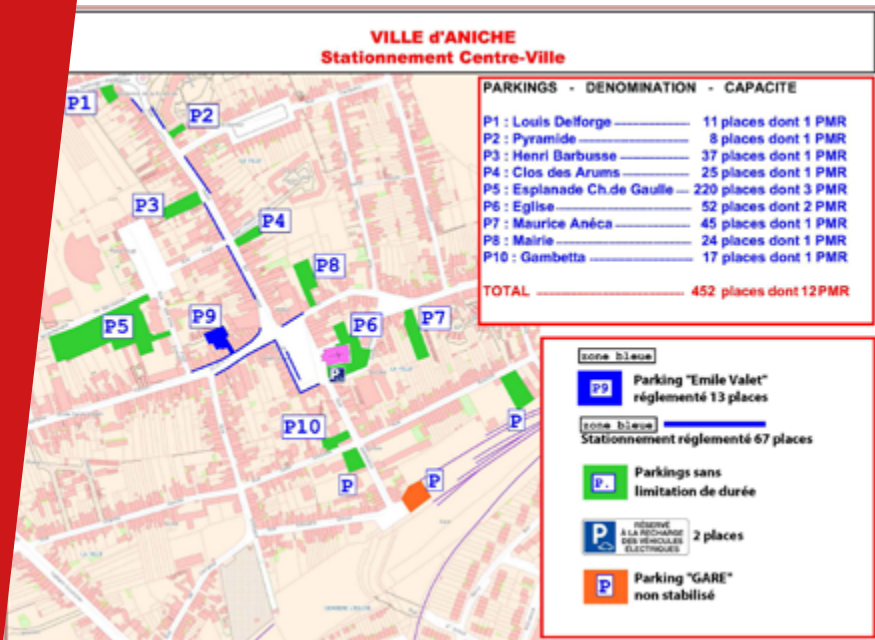 VILLE d'ANICHE
Stationnement Centre-Ville
PARKINGS - DENOMINATION - CAPACITE
P1 : Louis Delforge 11 places dont 1 PMR
P2 : Pyramide 8 places dont 1 PMR
P3 : Henri Barbusse 37 places dont 1 PMR
P4 : Clos des Arums 25 places dont 1 PMR
P5 : Esplanade Ch.de Gaulle 220 places dont 3 PMR
P6 : Eglise 52 places dont 2 PMR
P7 : Maurice Anéca 45 places dont 1 PMR
P8 : Mairie 24 places dont 1 PMR
P10 : Gambetta 17 places dont 1 PMR
TOTAL 452 places dont 12PMR
P1
P2
P3
P4
P8
P5
P9
P6
P7
P
P10
P
P
P
zone bleue
P9
Parking "Emile Valet"
réglementé 13 places
zone bleue
Stationnement réglementé 67 places
P.
Parkings sans
limitation de durée
P
RÉSERVÉ
À LA RECHARGE
DES VÉHICULES
ÉLECTRIQUES
2 places
P
Parking "GARE"
non stabilisé